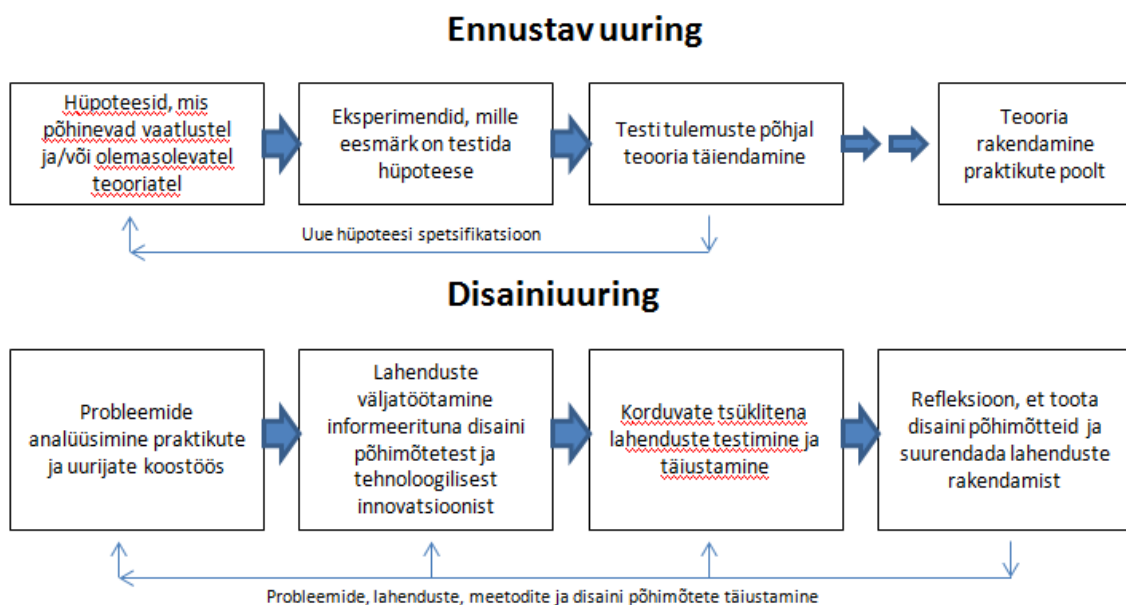 Ennustav uuring
Hüpoteesid, mis
põhinevad vaatlustel
ja/või olemasolevatel
teooriatel
Eksperimendid, mille
eesmärk on testida
hüpoteese
Testi tulemuste põhjal
teooria täiendamine
Teooria
rakendamine
praktikute poolt
Uue hüpoteesi spetsifikatsioon
Disainiuuring
Probleemide
analüüsimine praktikute
ja uurijate koostöös
Lahenduste
väljatöötamine
informeerituna disaini
põhimõtetest ja
tehnoloogilisest
innovatsioonist
Korduvate tsüklitena
lahenduste testimine ja
täiustamine
Refleksioon, et toota
disaini põhimõtteid ja
suurendada lahenduste
rakendamist
Probleemide, lahenduste, meetodite ja disaini põhimõtete täiustamine